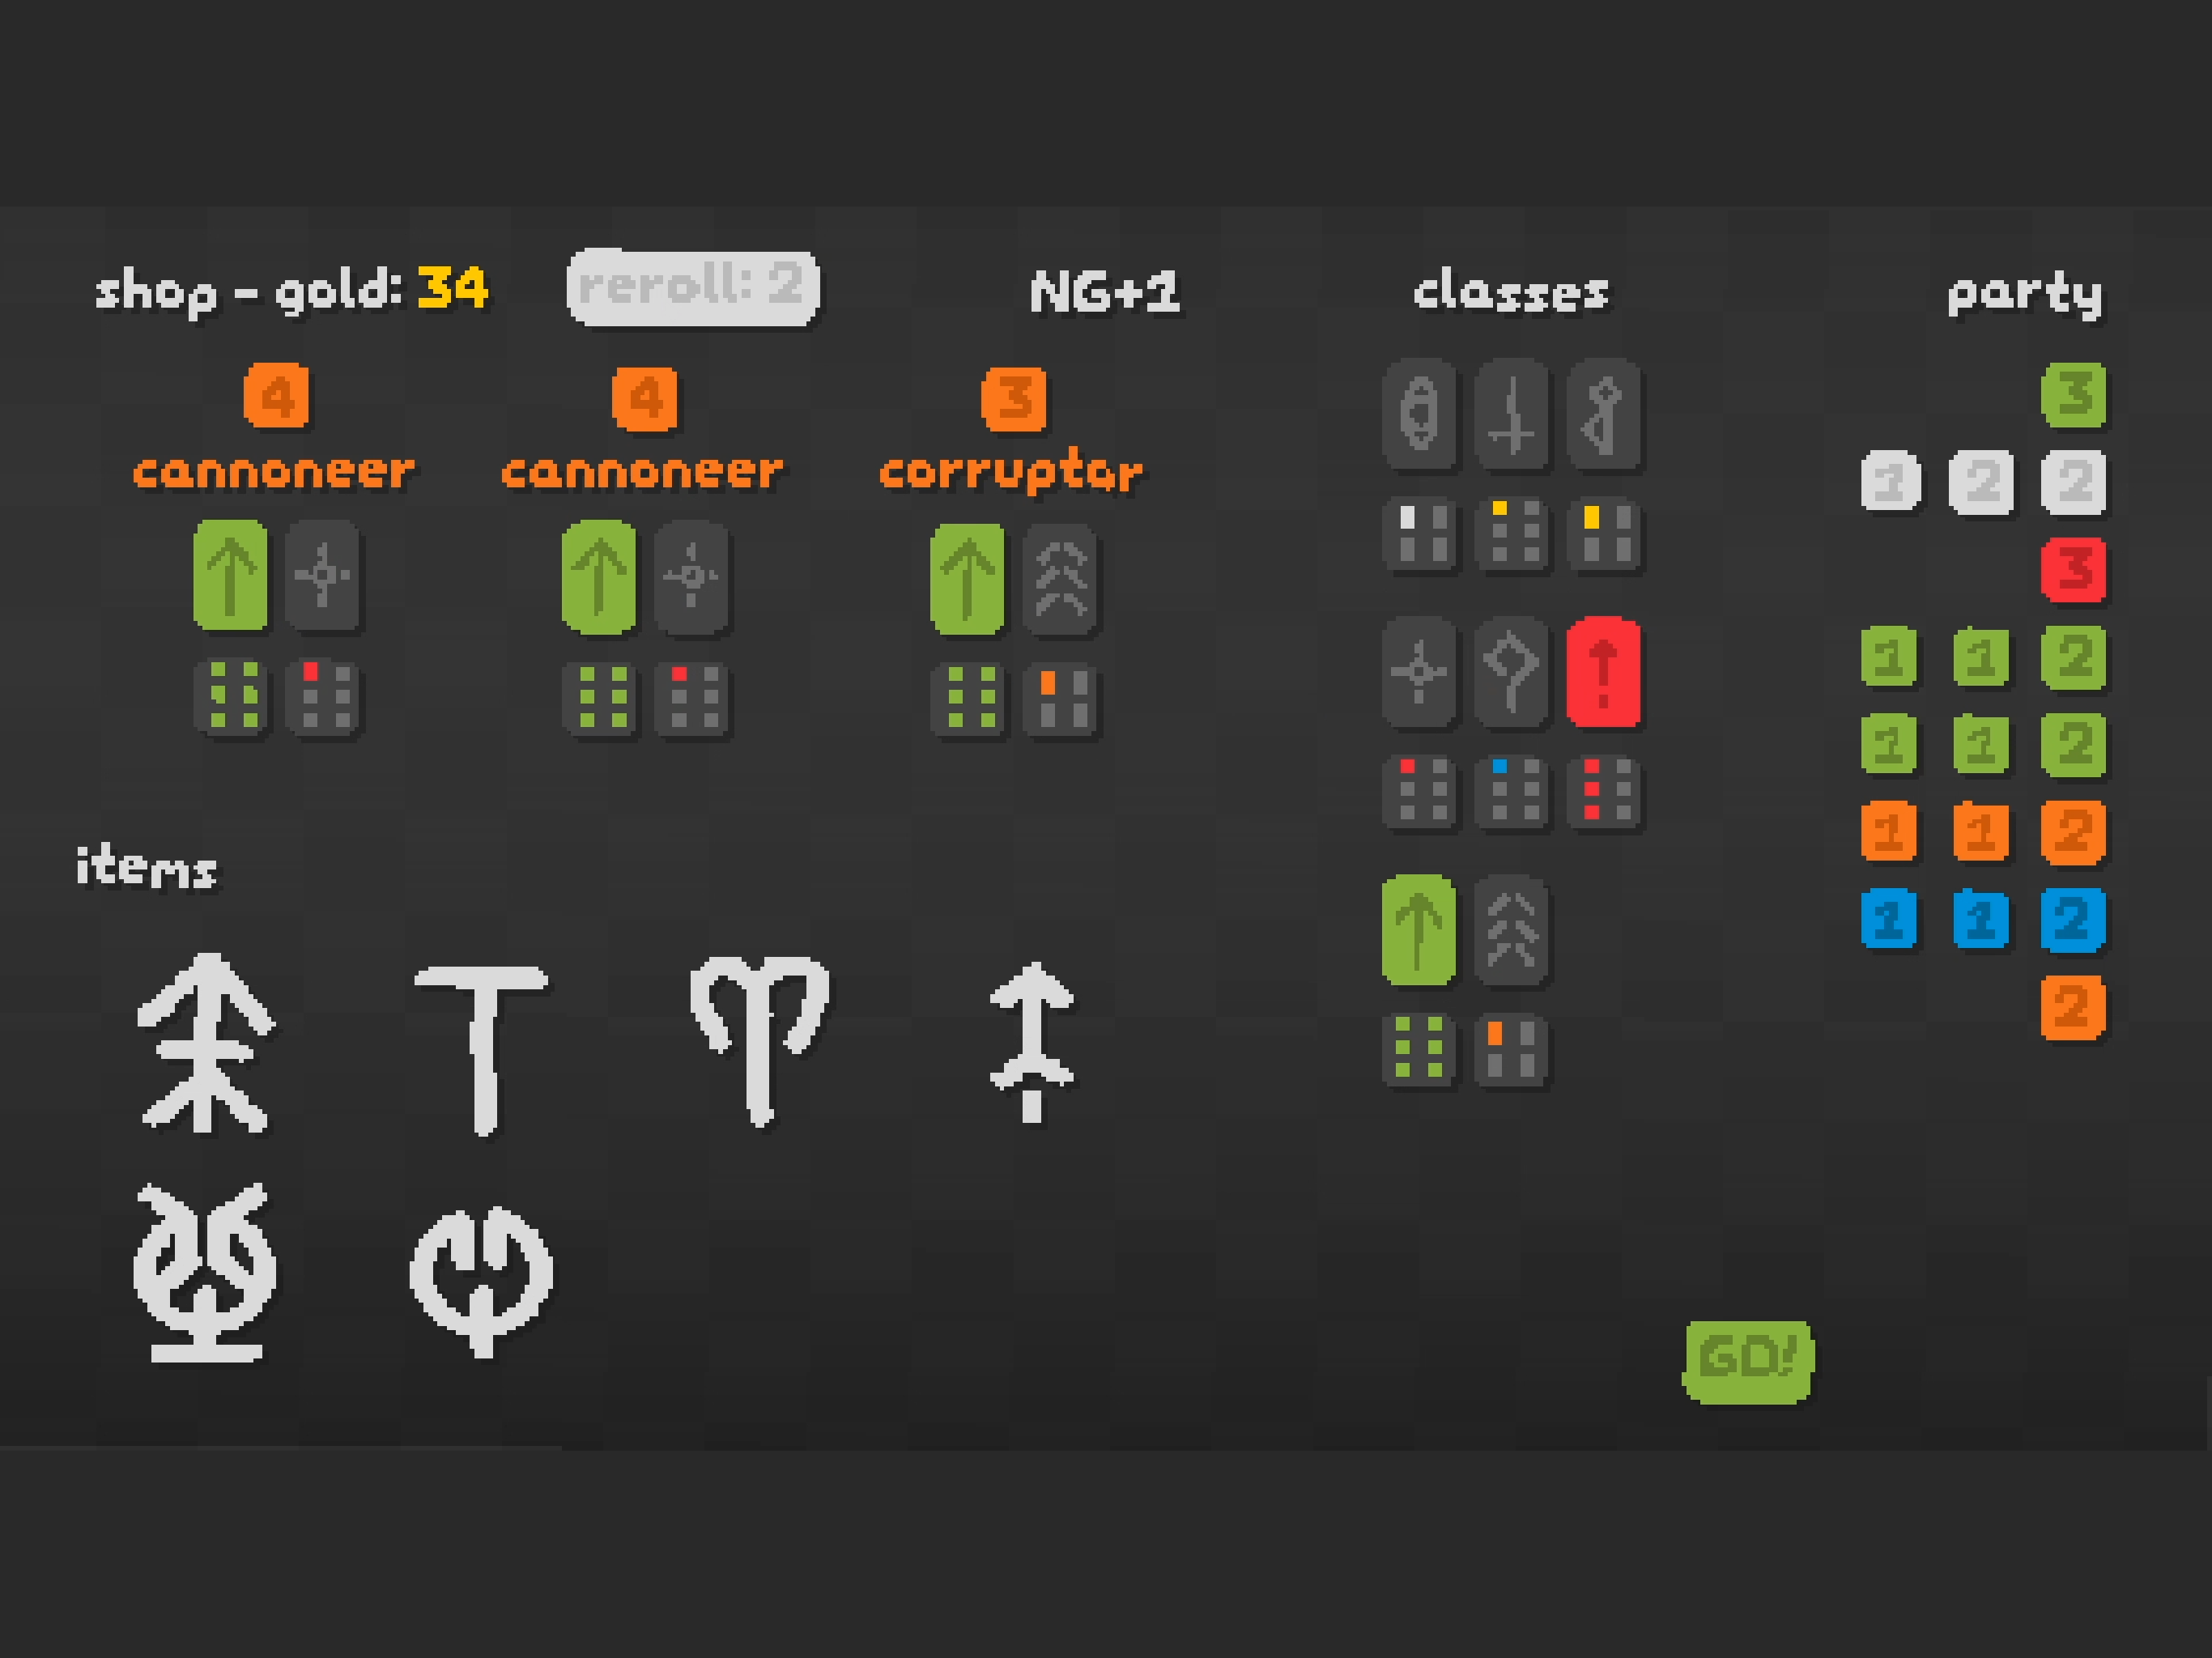 shop - gold: 34 reroll: 2 NG+1 classes party
4 4 3
cannoneer cannoneer corruptor
3
1 2 2
3
1 1 2
1 1 2
1 1 2
1 1 2
2
items
GO!